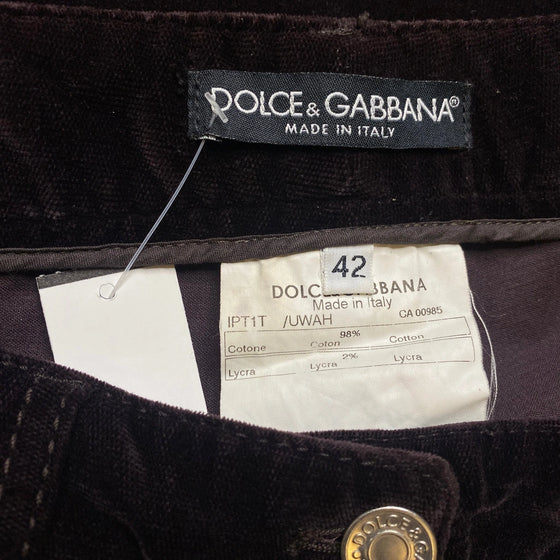 DOLCE & GABBANA®
MADE IN ITALY
42
DOLCE & GABBANA
Made in Italy
IPT1T /UWAH CA 00985
98%
Cotone Coton Cotton
2%
Lycra Lycra Lycra
DOLCE&G